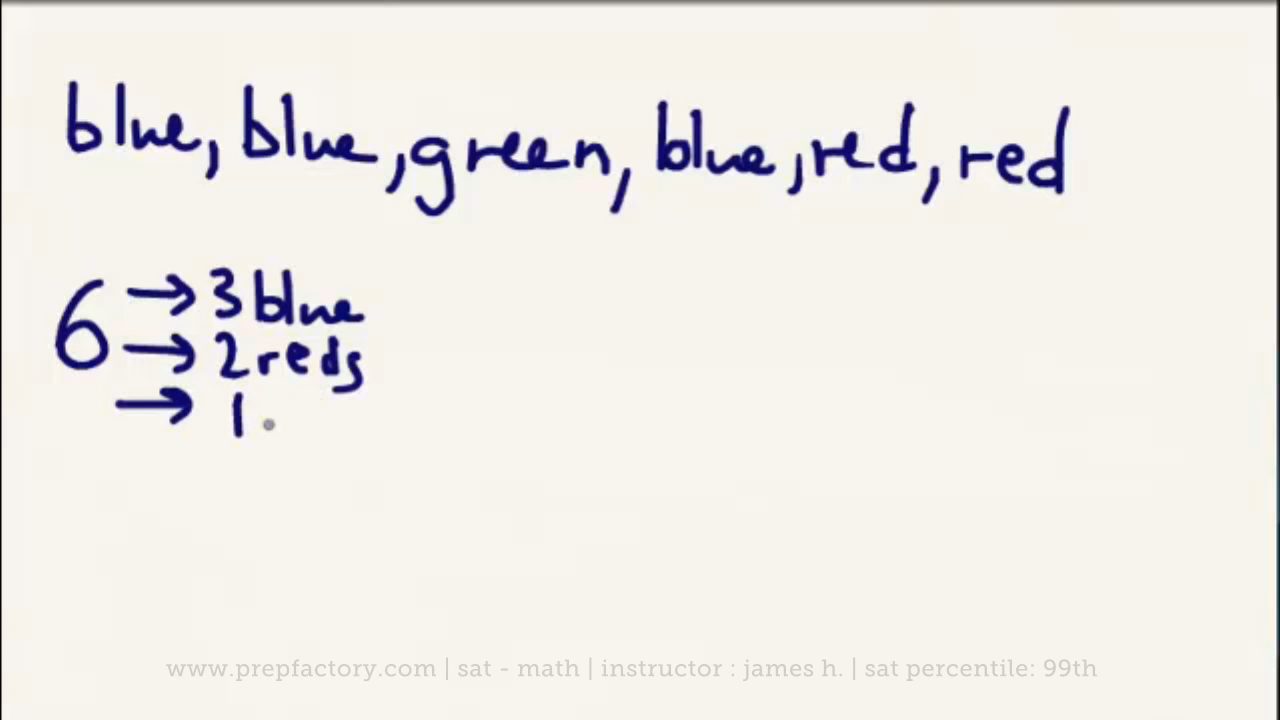 blue, blue, green, blue, red, red
6 → 3 blue
→ 2 reds
→ 1
www.prepfactory.com | sat - math | instructor : james h. | sat percentile: 99th